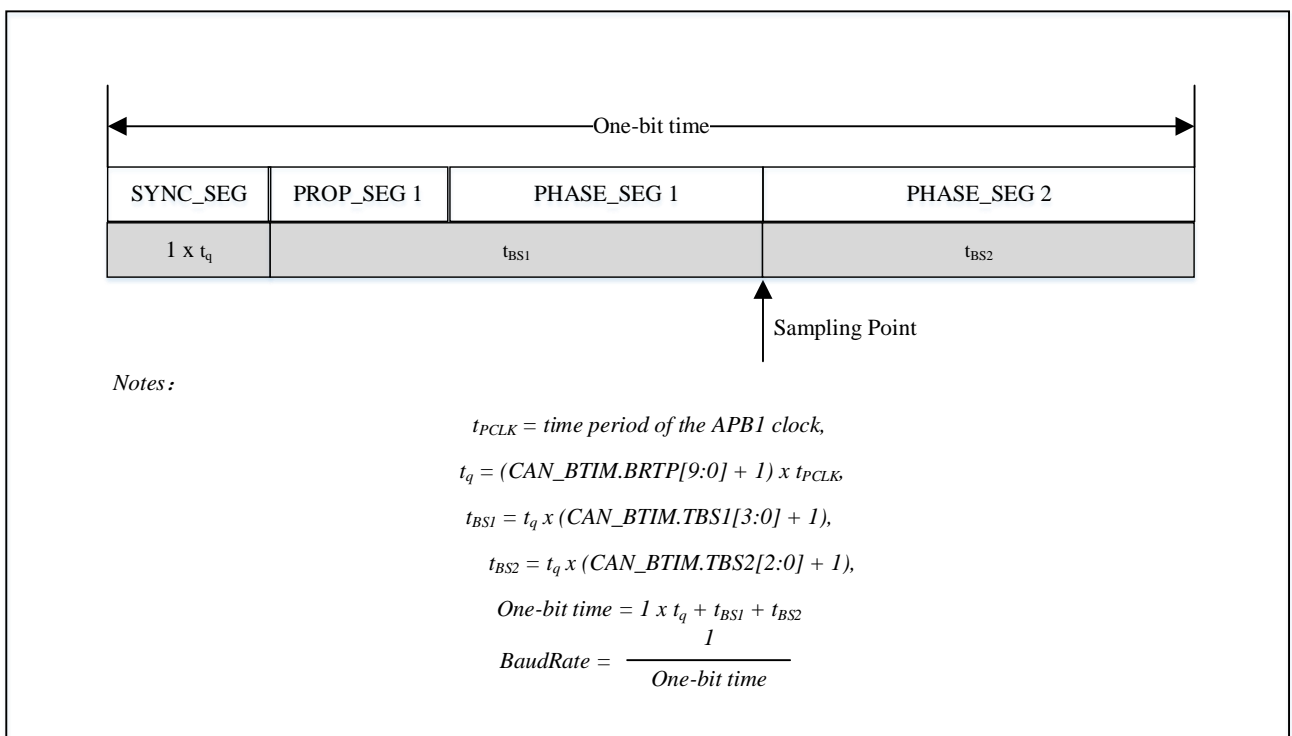 One-bit time
SYNC_SEG PROP_SEG 1 PHASE_SEG 1 PHASE_SEG 2
1 x tq tBS1 tBS2
Sampling Point
Notes：
tPCLK = time period of the APB1 clock,
tq = (CAN_BTIM.BRTP[9:0] + 1) x tPCLK,
tBS1 = tq x (CAN_BTIM.TBS1[3:0] + 1),
tBS2 = tq x (CAN_BTIM.TBS2[2:0] + 1),
One-bit time = 1 x tq + tBS1 + tBS2
1
BaudRate =
One-bit time